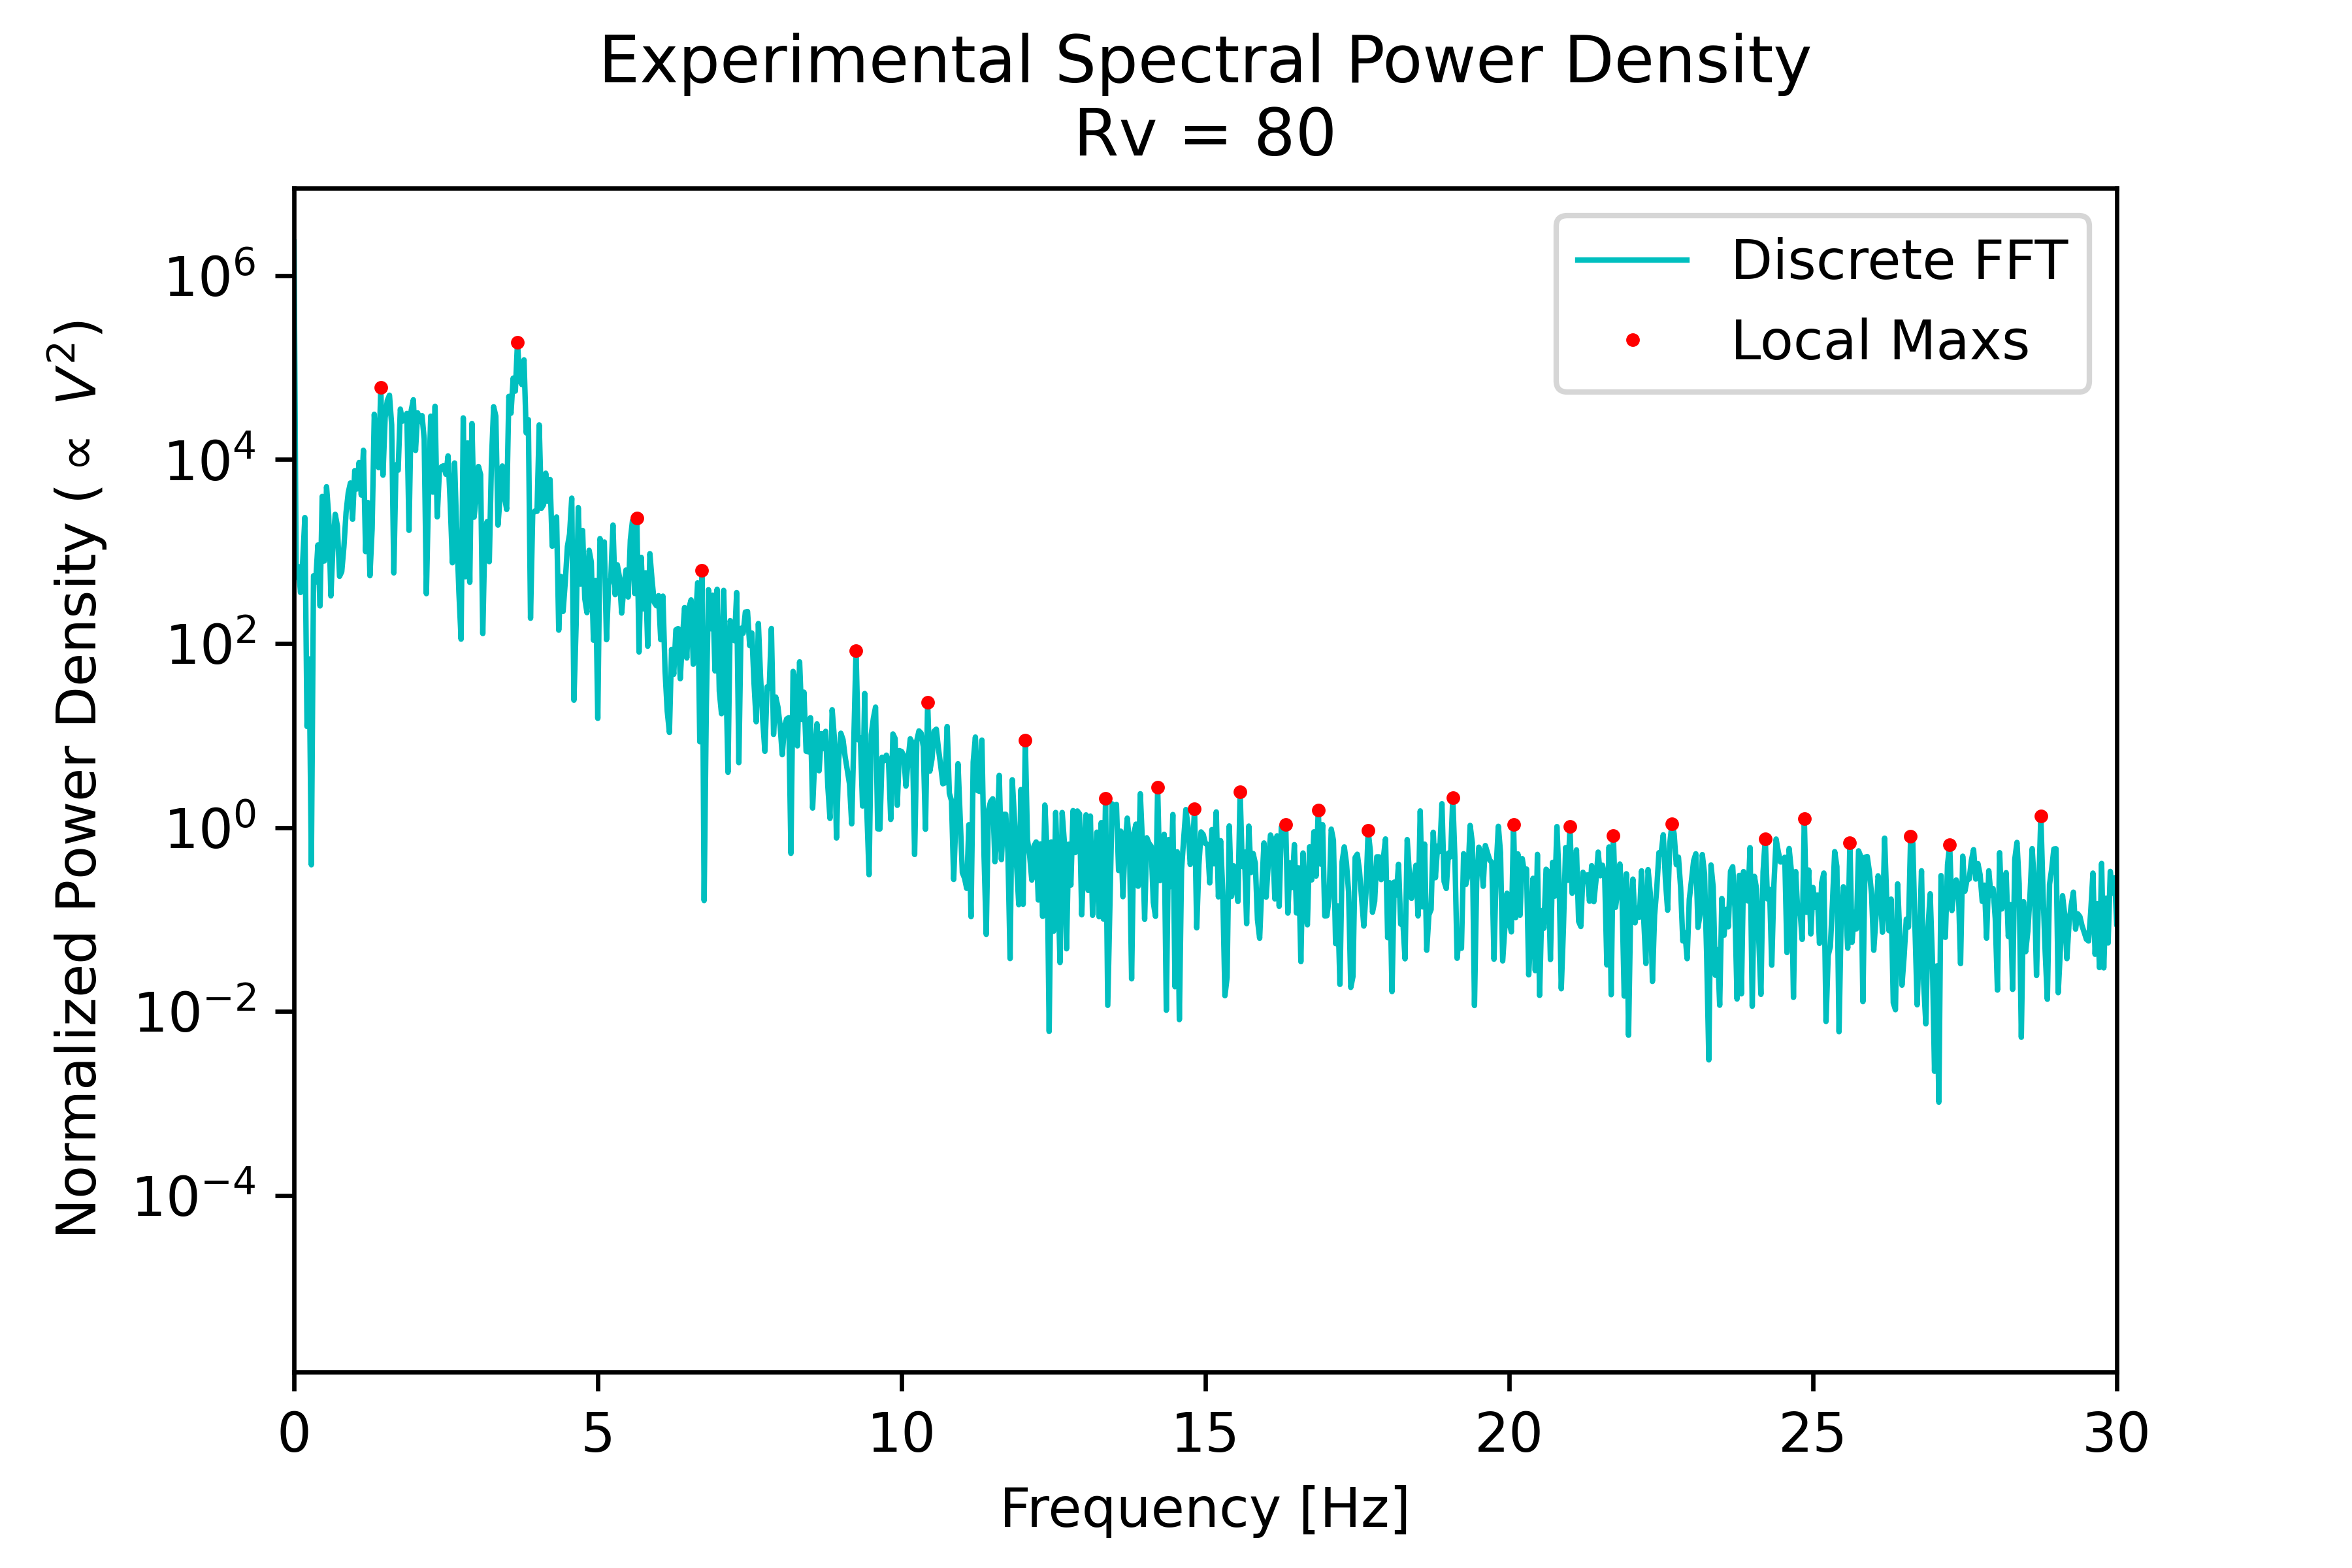 Experimental Spectral Power Density
Rv = 80
Normalized Power Density ( ∝ V²)
10⁶
10⁴
10²
10⁰
10⁻²
10⁻⁴
Discrete FFT
Local Maxs
0 5 10 15 20 25 30
Frequency [Hz]